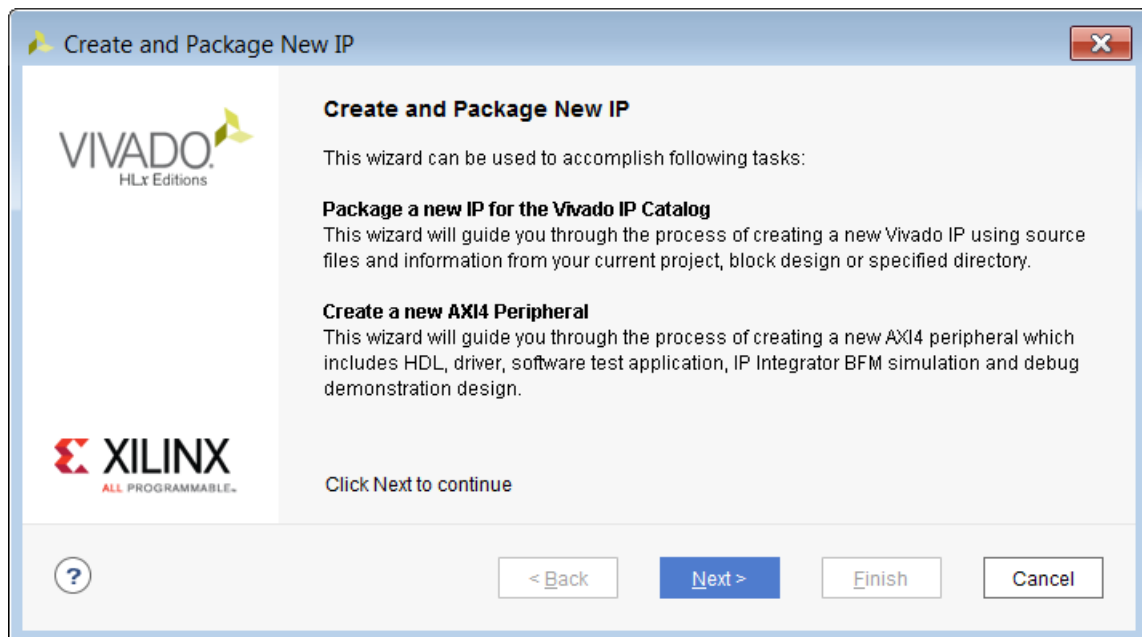 Create and Package New IP
VIVADO.
HLx Editions
Create and Package New IP
This wizard can be used to accomplish following tasks:
Package a new IP for the Vivado IP Catalog
This wizard will guide you through the process of creating a new Vivado IP using source
files and information from your current project, block design or specified directory.
Create a new AXI4 Peripheral
This wizard will guide you through the process of creating a new AXI4 peripheral which
includes HDL, driver, software test application, IP Integrator BFM simulation and debug
demonstration design.
XILINX
ALL PROGRAMMABLE™
Click Next to continue
?
< Back
Next >
Finish
Cancel